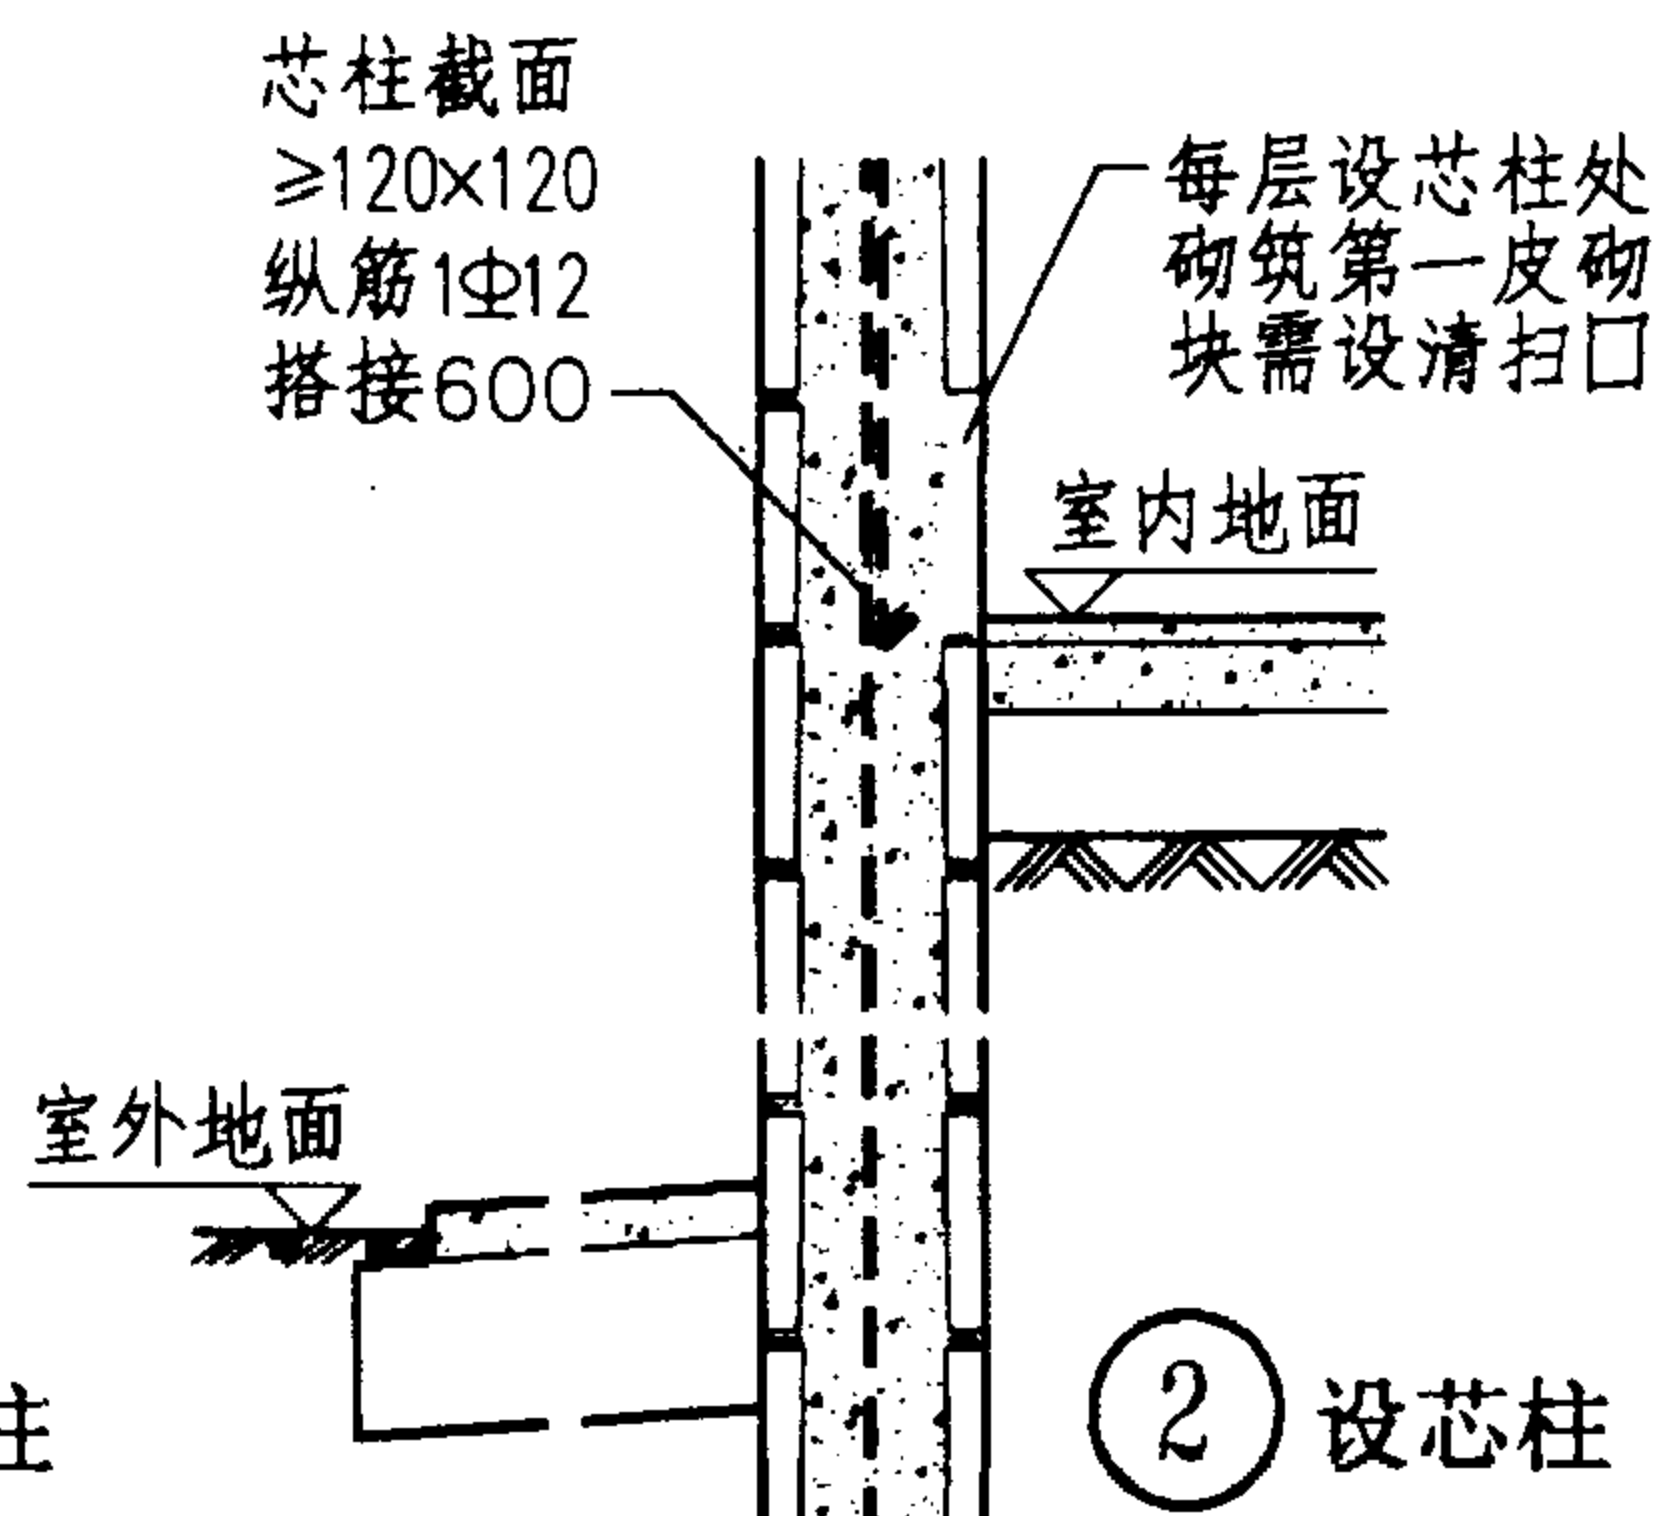 芯柱截面
≥120×120
纵筋1Φ12
搭接600
每层设芯柱处
砌筑第一皮砌
块需设清扫口
室内地面
室外地面
柱
2 设芯柱